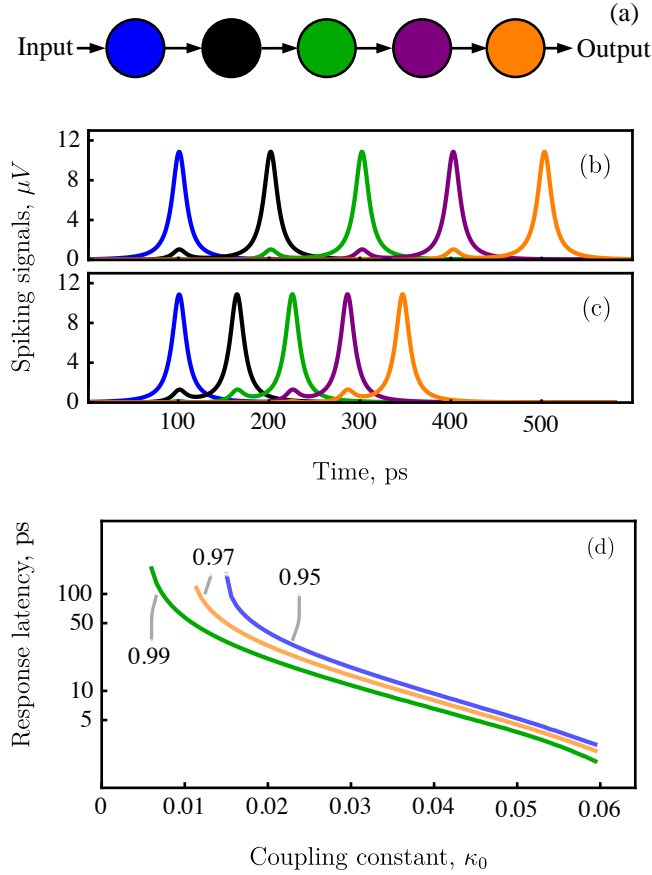 (a)
Input
Output
Spiking signals, μV
12
8
4
0
(b)
12
8
4
0
(c)
100 200 300 400 500
Time, ps
Response latency, ps
100
50
10
5
0.99
0.97
0.95
(d)
0 0.01 0.02 0.03 0.04 0.05 0.06
Coupling constant, κ₀